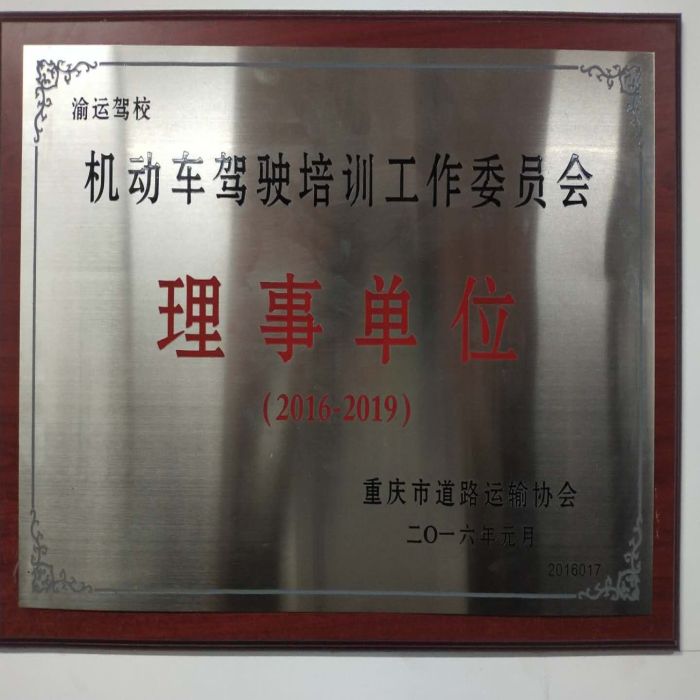 渝运驾校
机动车驾驶培训工作委员会
理事单位
(2016-2019)
重庆市道路运输协会
二O一六年元月
2016017